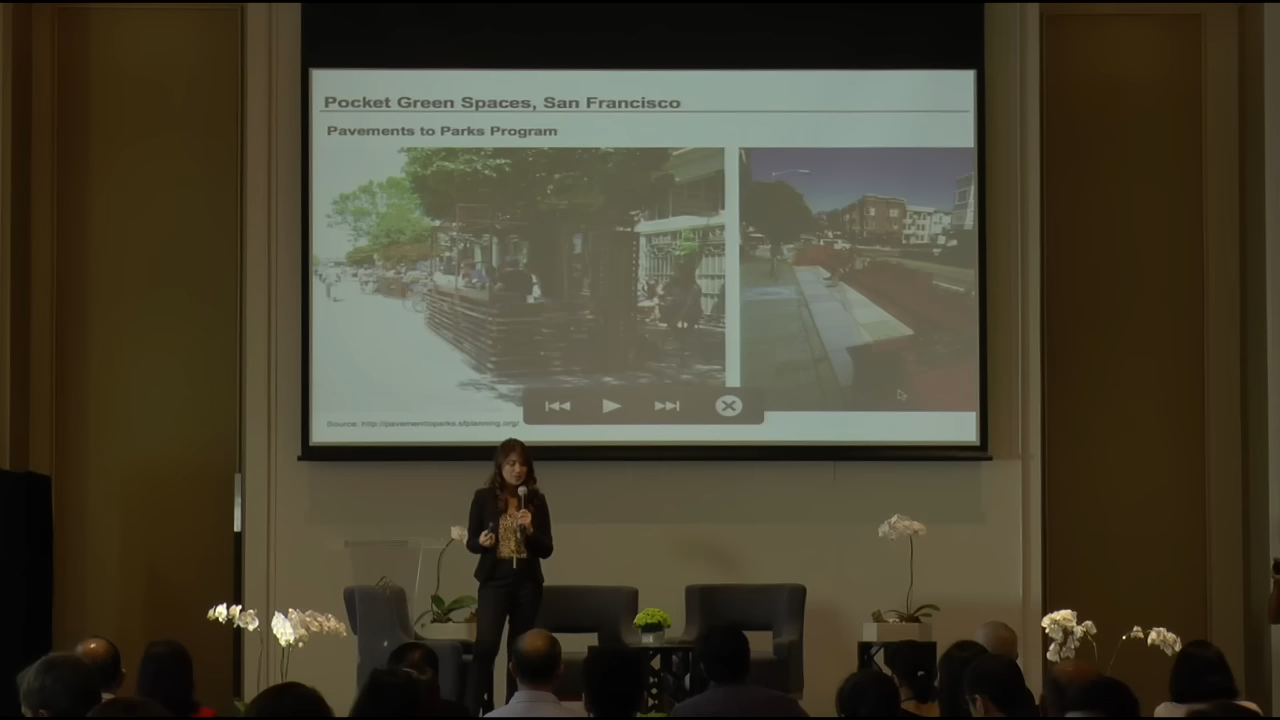 Pocket Green Spaces, San Francisco
Pavements to Parks Program
Source: http://pavementtoparks.sfplanning.org/